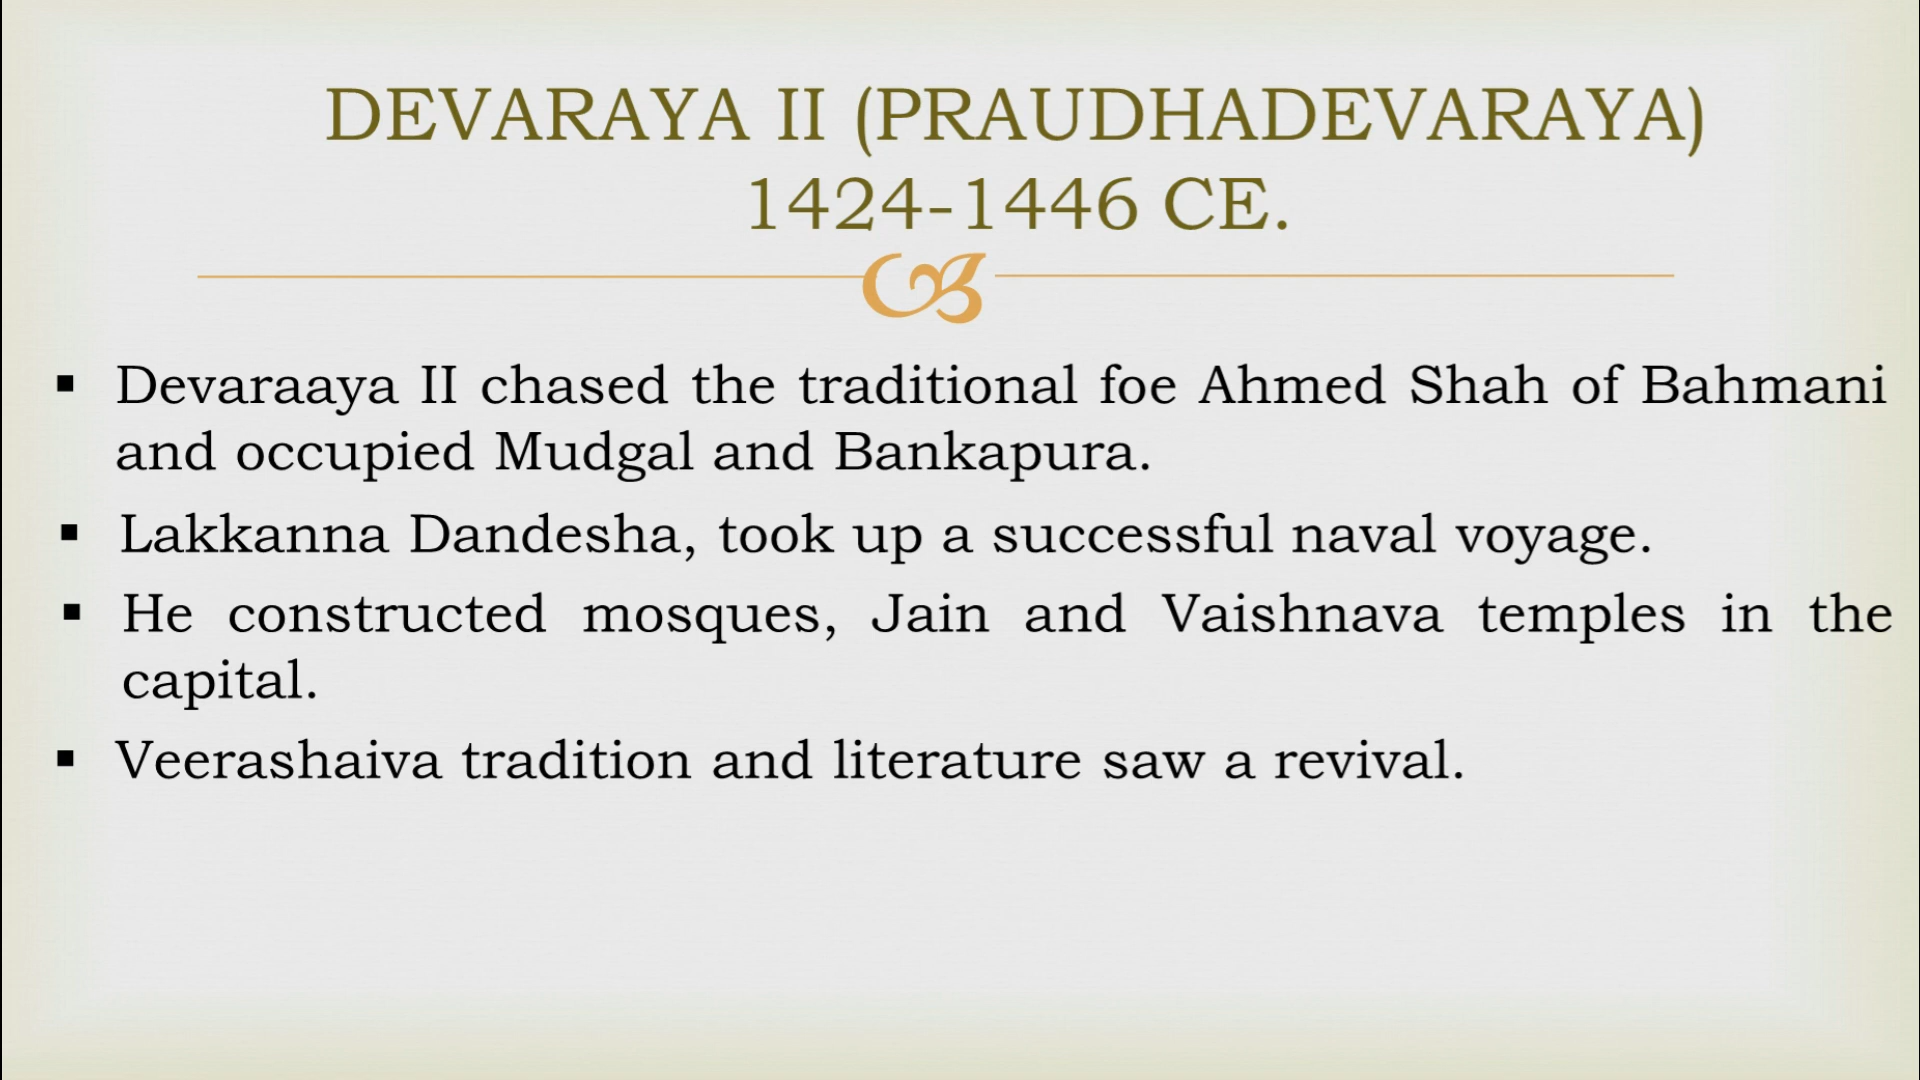 DEVARAYA II (PRAUDHADEVARAYA)
1424-1446 CE.
▪ Devaraaya II chased the traditional foe Ahmed Shah of Bahmani
and occupied Mudgal and Bankapura.
▪ Lakkanna Dandesha, took up a successful naval voyage.
▪ He constructed mosques, Jain and Vaishnava temples in the
capital.
▪ Veerashaiva tradition and literature saw a revival.